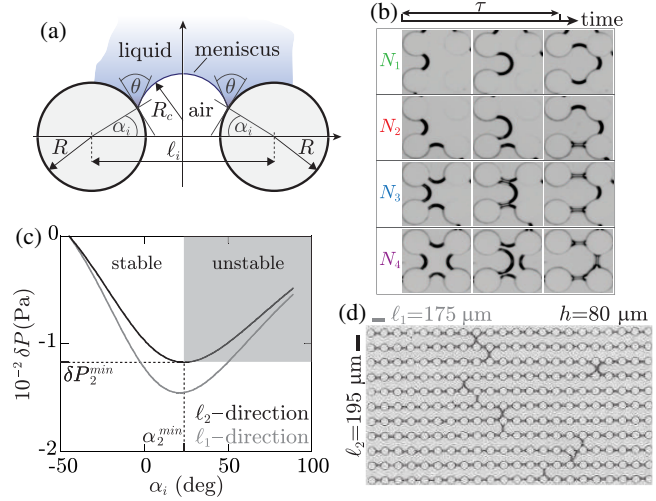 (a)
liquid
meniscus
θ
θ
R_c
air
α_i
α_i
R
ℓ_i
R
(b)
τ
time
N_1
N_2
N_3
N_4
(c)
0
-1
-2
10^-2 δP (Pa)
stable
unstable
δP_2^min
α_2^min
ℓ_2–direction
ℓ_1–direction
-50
0
50
100
α_i (deg)
(d)
ℓ_1=175 μm
h=80 μm
ℓ_2=195 μm